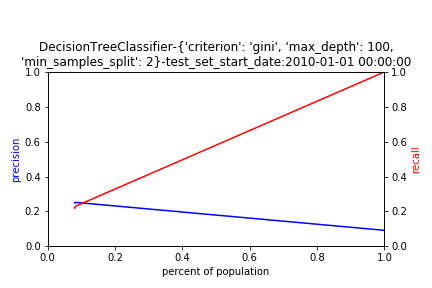 DecisionTreeClassifier-{'criterion': 'gini', 'max_depth': 100,
'min_samples_split': 2}-test_set_start_date:2010-01-01 00:00:00
1.0
0.8
0.6
0.4
0.2
0.0
precision
1.0
0.8
0.6
0.4
0.2
0.0
recall
0.0 0.2 0.4 0.6 0.8 1.0
percent of population